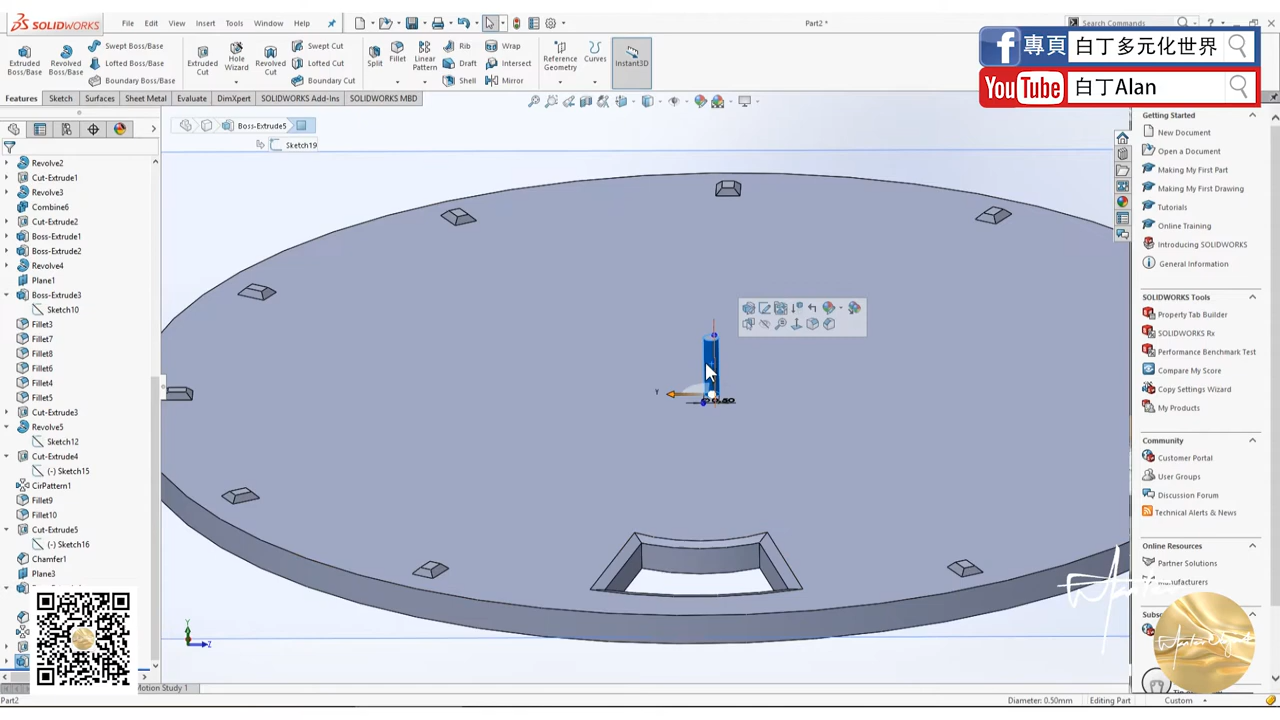 SOLIDWORKS
File
Edit
View
Insert
Tools
Window
Help
Part2 *
Search Commands
Extruded Boss/Base
Revolved Boss/Base
Swept Boss/Base
Lofted Boss/Base
Boundary Boss/Base
Extruded Cut
Hole Wizard
Revolved Cut
Swept Cut
Lofted Cut
Boundary Cut
Split
Fillet
Linear Pattern
Rib
Draft
Shell
Wrap
Intersect
Mirror
Reference Geometry
Curves
Instant3D
專頁 白丁多元化世界
YouTube 白丁Alan
Features
Sketch
Surfaces
Sheet Metal
Evaluate
DimXpert
SOLIDWORKS Add-Ins
SOLIDWORKS MBD
Boss-Extrude5
Sketch19
Revolve2
Cut-Extrude1
Revolve3
Combine6
Cut-Extrude2
Boss-Extrude1
Boss-Extrude2
Revolve4
Plane1
Boss-Extrude3
Sketch10
Fillet3
Fillet7
Fillet8
Fillet6
Fillet4
Fillet5
Cut-Extrude3
Revolve5
Sketch12
Cut-Extrude4
(-) Sketch15
CirPattern1
Fillet9
Fillet10
Cut-Extrude5
(-) Sketch16
Chamfer1
Plane3
Y
Y
Z
Motion Study 1
Getting Started
New Document
Open a Document
Making My First Part
Making My First Drawing
Tutorials
Online Training
Introducing SOLIDWORKS
General Information
SOLIDWORKS Tools
Property Tab Builder
SOLIDWORKS Rx
Performance Benchmark Test
Compare My Score
Copy Settings Wizard
My Products
Community
Customer Portal
User Groups
Discussion Forum
Technical Alerts & News
Online Resources
Partner Solutions
Manufacturers
Diameter: 0.50mm
Editing Part
Custom